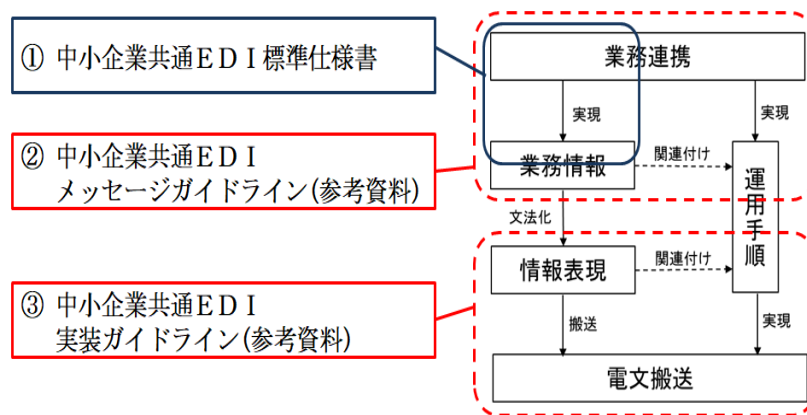 ① 中小企業共通ＥＤＩ標準仕様書
② 中小企業共通ＥＤＩ
メッセージガイドライン(参考資料)
③ 中小企業共通ＥＤＩ
実装ガイドライン(参考資料)
業務連携
実現
実現
業務情報
関連付け
運用手順
文法化
情報表現
関連付け
搬送
実現
電文搬送